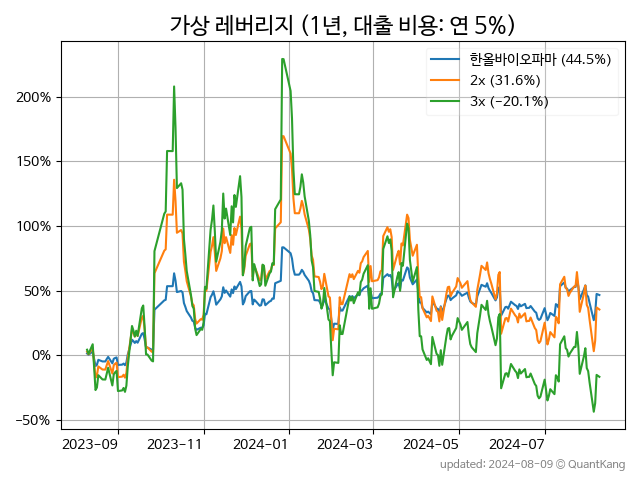 가상 레버리지 (1년, 대출 비용: 연 5%)
한올바이오파마 (44.5%)
2x (31.6%)
3x (−20.1%)
200%
150%
100%
50%
0%
−50%
2023-09
2023-11
2024-01
2024-03
2024-05
2024-07
updated: 2024-08-09 © QuantKang